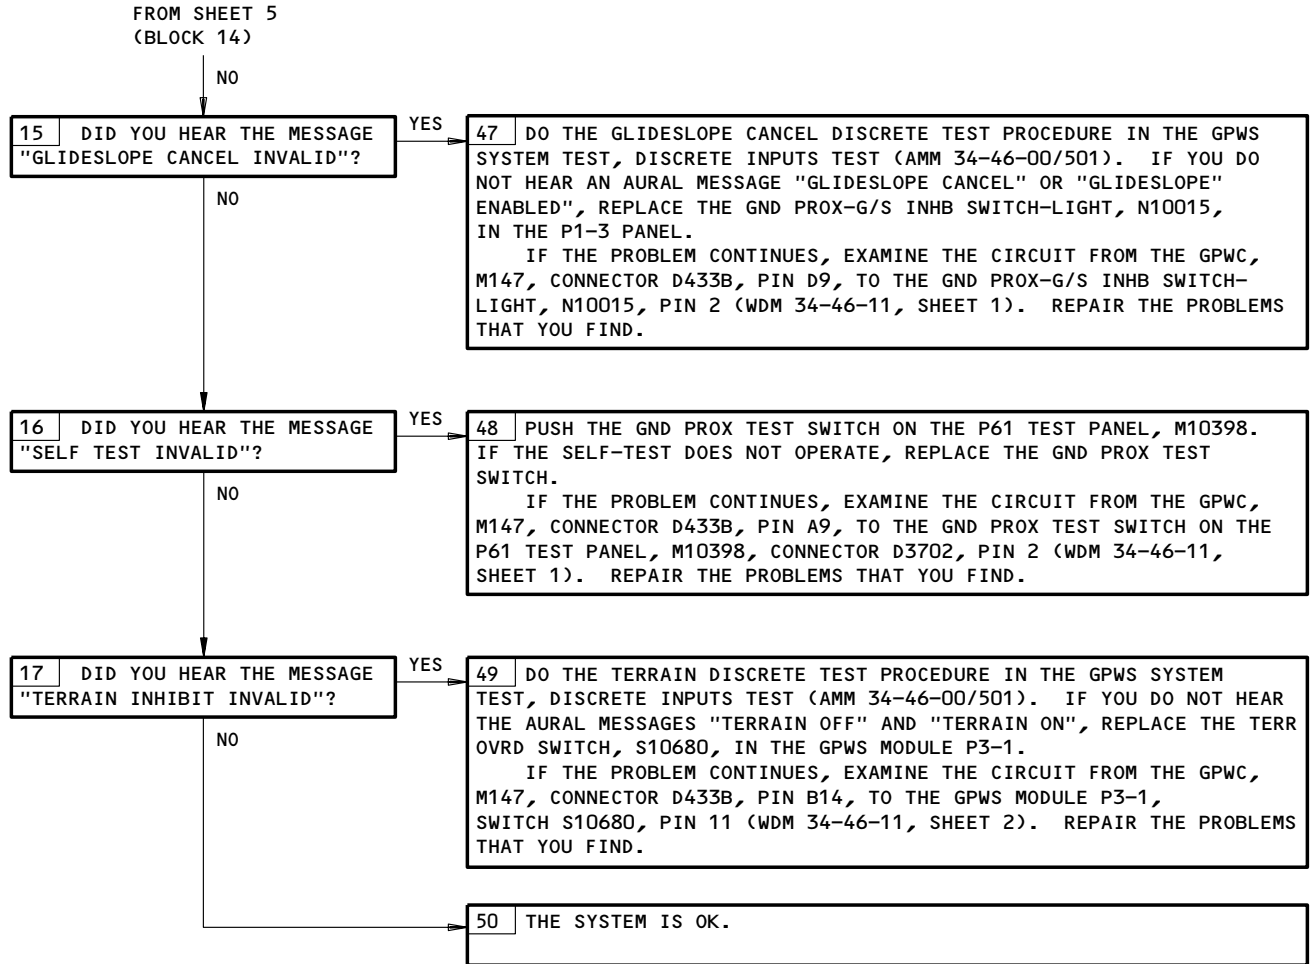 FROM SHEET 5
(BLOCK 14)
NO
15 DID YOU HEAR THE MESSAGE
"GLIDESLOPE CANCEL INVALID"?
YES
NO
47 DO THE GLIDESLOPE CANCEL DISCRETE TEST PROCEDURE IN THE GPWS
SYSTEM TEST, DISCRETE INPUTS TEST (AMM 34-46-00/501). IF YOU DO
NOT HEAR AN AURAL MESSAGE "GLIDESLOPE CANCEL" OR "GLIDESLOPE"
ENABLED", REPLACE THE GND PROX-G/S INHB SWITCH-LIGHT, N10015,
IN THE P1-3 PANEL.
IF THE PROBLEM CONTINUES, EXAMINE THE CIRCUIT FROM THE GPWC,
M147, CONNECTOR D433B, PIN D9, TO THE GND PROX-G/S INHB SWITCH-
LIGHT, N10015, PIN 2 (WDM 34-46-11, SHEET 1). REPAIR THE PROBLEMS
THAT YOU FIND.
16 DID YOU HEAR THE MESSAGE
"SELF TEST INVALID"?
YES
NO
48 PUSH THE GND PROX TEST SWITCH ON THE P61 TEST PANEL, M10398.
IF THE SELF-TEST DOES NOT OPERATE, REPLACE THE GND PROX TEST
SWITCH.
IF THE PROBLEM CONTINUES, EXAMINE THE CIRCUIT FROM THE GPWC,
M147, CONNECTOR D433B, PIN A9, TO THE GND PROX TEST SWITCH ON THE
P61 TEST PANEL, M10398, CONNECTOR D3702, PIN 2 (WDM 34-46-11,
SHEET 1). REPAIR THE PROBLEMS THAT YOU FIND.
17 DID YOU HEAR THE MESSAGE
"TERRAIN INHIBIT INVALID"?
YES
NO
49 DO THE TERRAIN DISCRETE TEST PROCEDURE IN THE GPWS SYSTEM
TEST, DISCRETE INPUTS TEST (AMM 34-46-00/501). IF YOU DO NOT HEAR
THE AURAL MESSAGES "TERRAIN OFF" AND "TERRAIN ON", REPLACE THE TERR
OVRD SWITCH, S10680, IN THE GPWS MODULE P3-1.
IF THE PROBLEM CONTINUES, EXAMINE THE CIRCUIT FROM THE GPWC,
M147, CONNECTOR D433B, PIN B14, TO THE GPWS MODULE P3-1,
SWITCH S10680, PIN 11 (WDM 34-46-11, SHEET 2). REPAIR THE PROBLEMS
THAT YOU FIND.
50 THE SYSTEM IS OK.